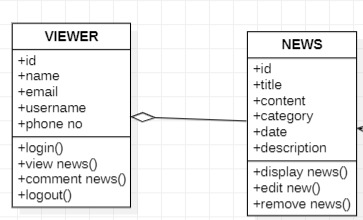 VIEWER
+id
+name
+email
+username
+phone no
+login()
+view news()
+comment news()
+logout()
NEWS
+id
+title
+content
+category
+date
+description
+display news()
+edit new()
+remove news()